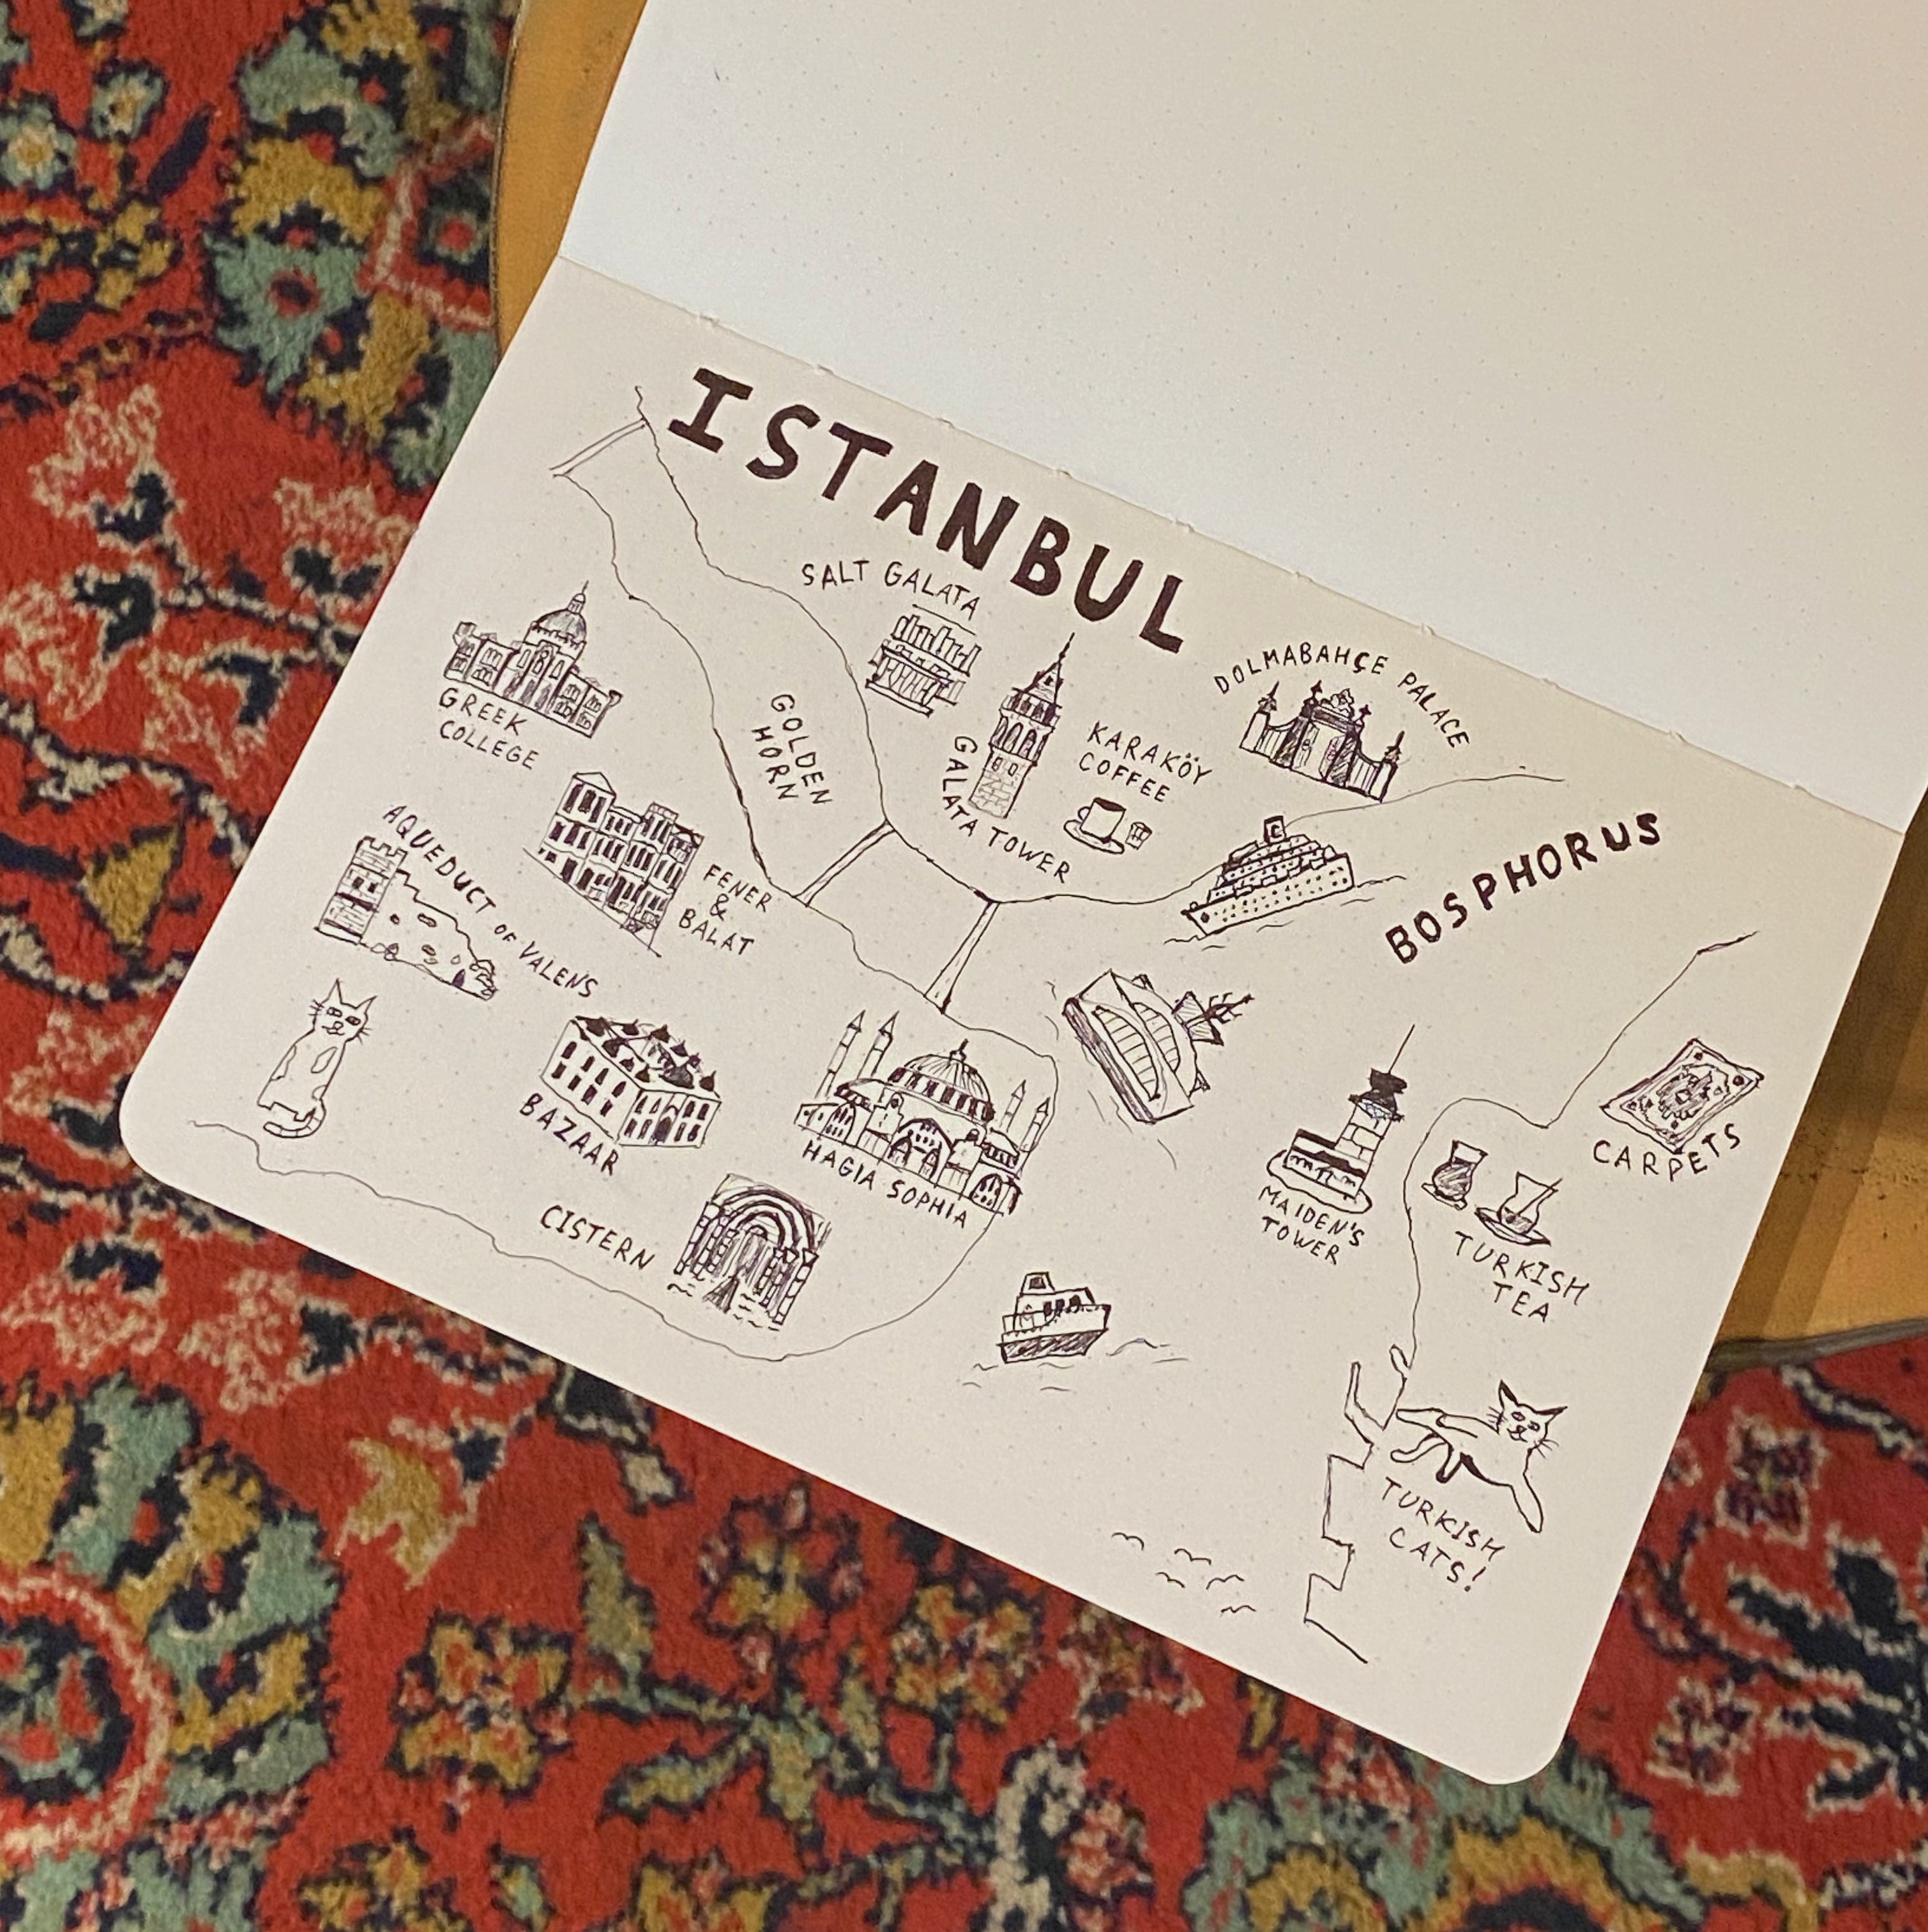 ISTANBUL
SALT GALATA
DOLMABAHÇE PALACE
GREEK
COLLEGE
GOLDEN
HORN
GALATA TOWER
KARAKÖY
COFFEE
BOSPHORUS
AQUEDUCT OF VALENS
FENER
&
BALAT
BAZAAR
HAGIA SOPHIA
CISTERN
MAIDEN'S
TOWER
CARPETS
TURKISH
TEA
TURKISH
CATS!